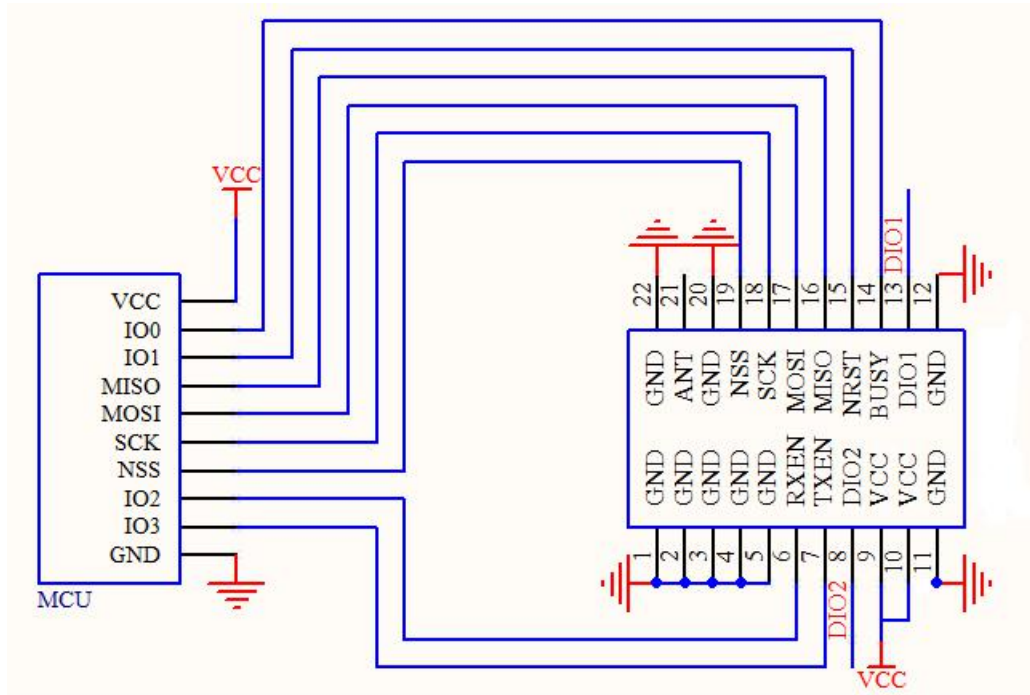 VCC
DIO1
22 21 20 19 18 17 16 15 14 13 12
GND ANT GND NSS SCK MOSI MISO NRST BUSY DIO1 GND
VCC
IO0
IO1
MISO
MOSI
SCK
NSS
IO2
IO3
GND
MCU
GND GND GND GND GND RXEN TXEN DIO2 VCC VCC GND
1 2 3 4 5 6 7 8 9 10 11
DIO2
VCC